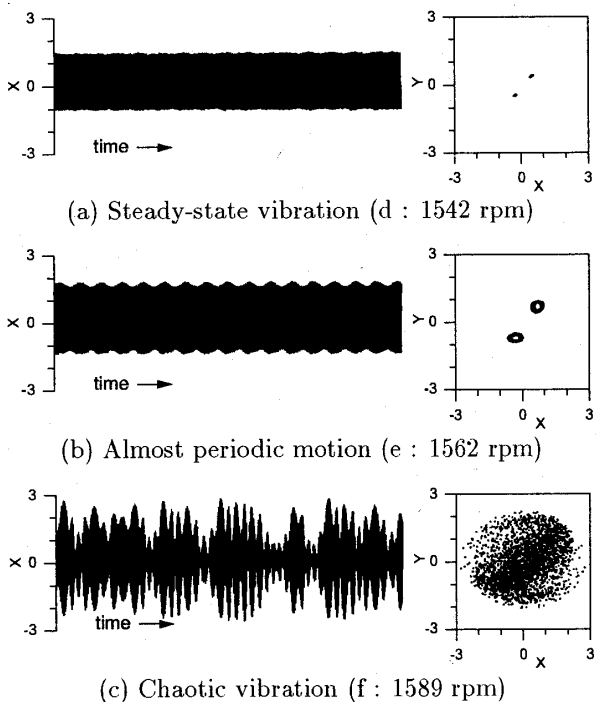 3
X 0
-3
time
3
Y 0
-3
-3 0 3
X
(a) Steady-state vibration (d : 1542 rpm)
3
X 0
-3
time
3
Y 0
-3
-3 0 3
X
(b) Almost periodic motion (e : 1562 rpm)
3
X 0
-3
time
3
Y 0
-3
-3 0 3
X
(c) Chaotic vibration (f : 1589 rpm)